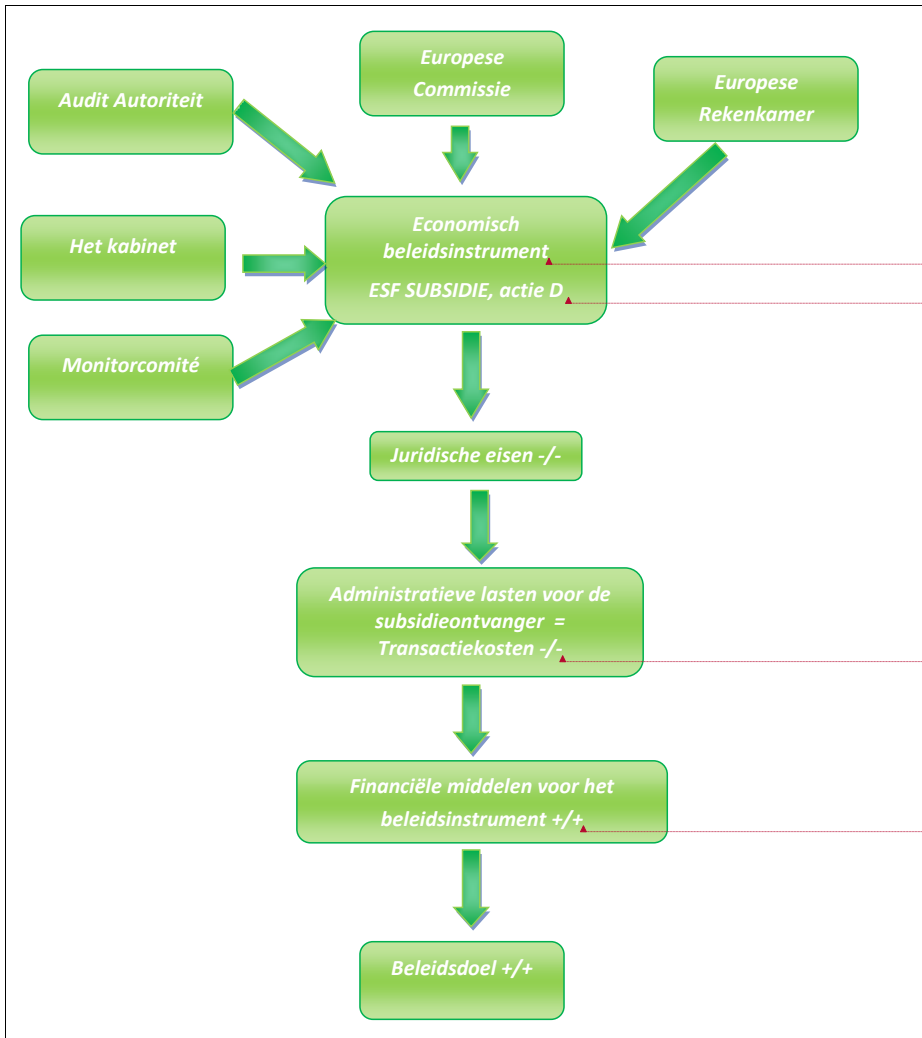 Europese
Commissie
Audit Autoriteit
Europese
Rekenkamer
Het kabinet
Economisch
beleidsinstrument
ESF SUBSIDIE, actie D
Monitorcomité
Juridische eisen -/-
Administratieve lasten voor de
subsidieontvanger =
Transactiekosten -/-
Financiële middelen voor het
beleidsinstrument +/+
Beleidsdoel +/+